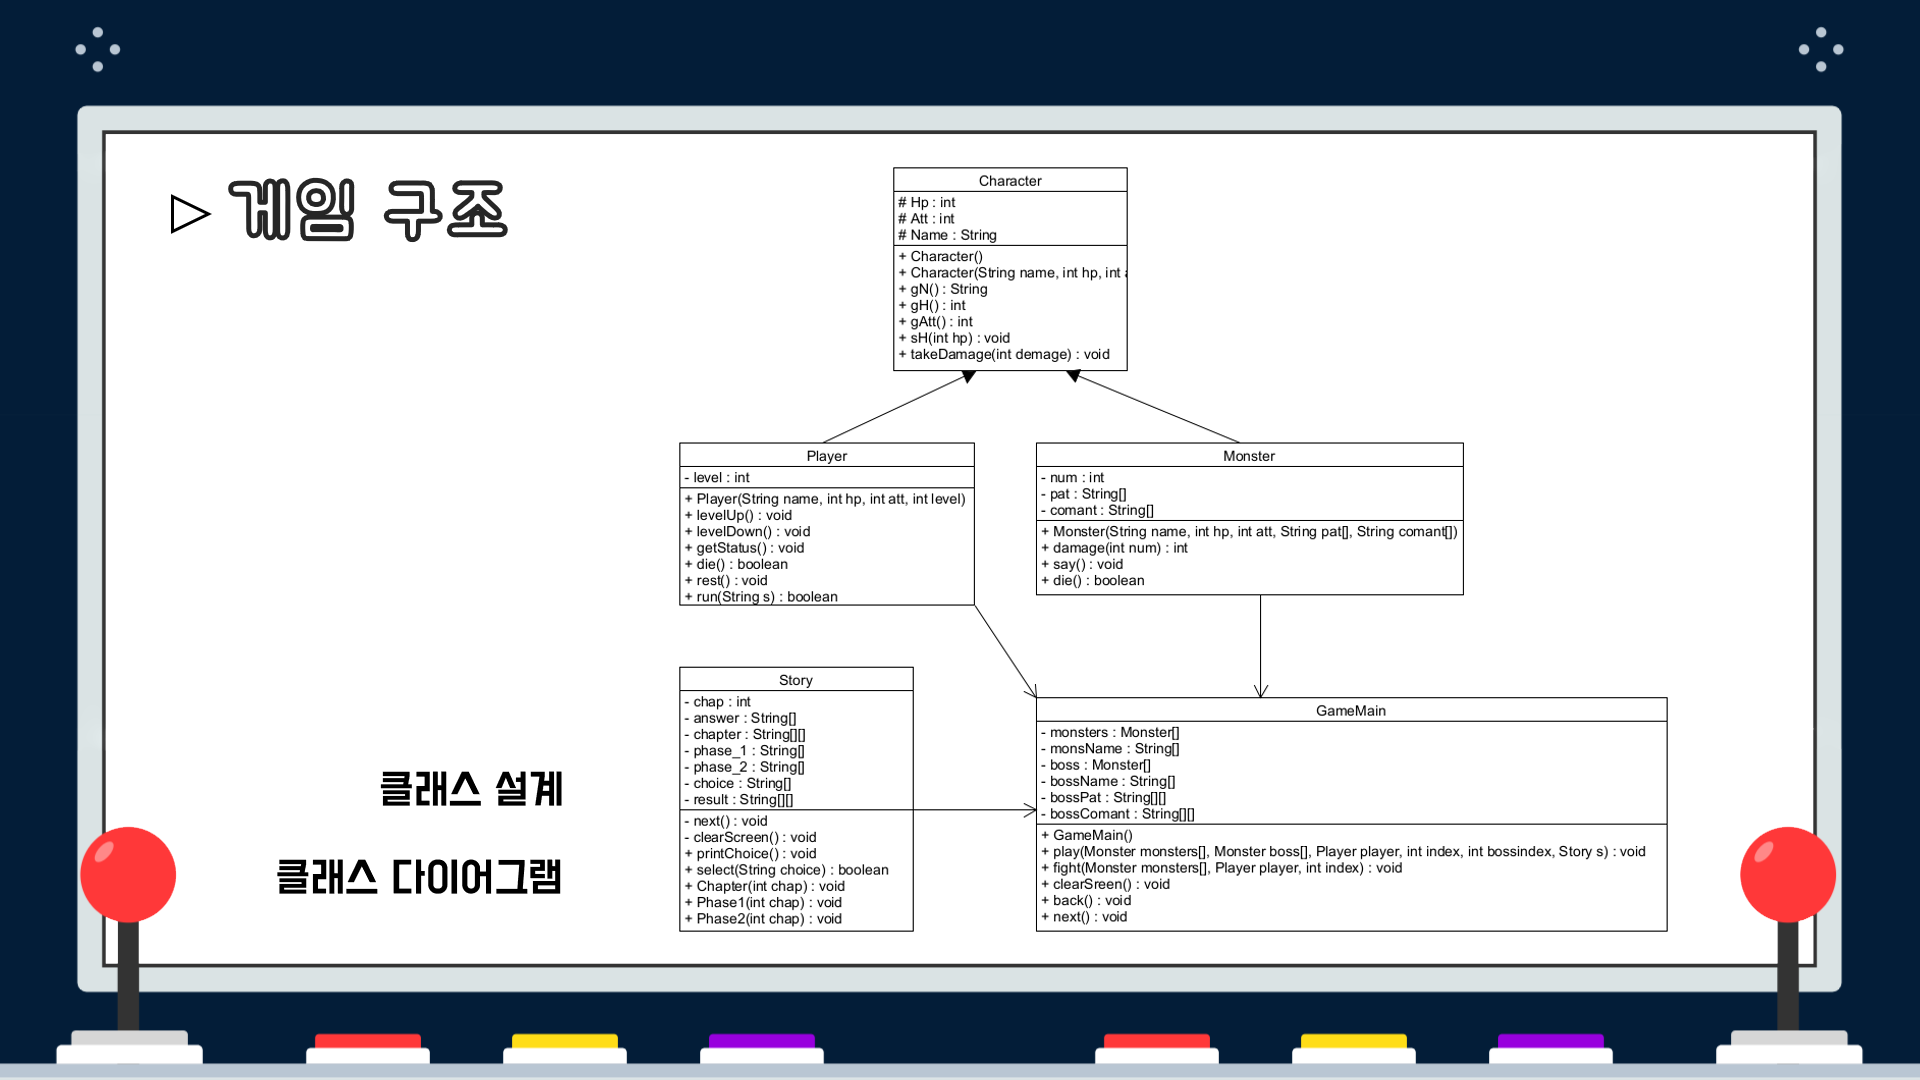 ▷ 게임 구조
Character
# Hp : int
# Att : int
# Name : String
+ Character()
+ Character(String name, int hp, int
+ gN() : String
+ gH() : int
+ gAtt() : int
+ sH(int hp) : void
+ takeDamage(int demage) : void
Player
- level : int
+ Player(String name, int hp, int att, int level)
+ levelUp() : void
+ levelDown() : void
+ getStatus() : void
+ die() : boolean
+ rest() : void
+ run(String s) : boolean
Monster
- num : int
- pat : String[]
- comant : String[]
+ Monster(String name, int hp, int att, String pat[], String comant[])
+ damage(int num) : int
+ say() : void
+ die() : boolean
Story
- chap : int
- answer : String[]
- chapter : String[][]
- phase_1 : String[]
- phase_2 : String[]
- choice : String[]
- result : String[][]
- next() : void
- clearScreen() : void
+ printChoice() : void
+ select(String choice) : boolean
+ Chapter(int chap) : void
+ Phase1(int chap) : void
+ Phase2(int chap) : void
GameMain
- monsters : Monster[]
- monsName : String[]
- boss : Monster[]
- bossName : String[]
- bossPat : String[][]
- bossComant : String[][]
+ GameMain()
+ play(Monster monsters[], Monster boss[], Player player, int index, int bossindex, Story s) : void
+ fight(Monster monsters[], Player player, int index) : void
+ clearSreen() : void
+ back() : void
+ next() : void
클래스 설계
클래스 다이어그램